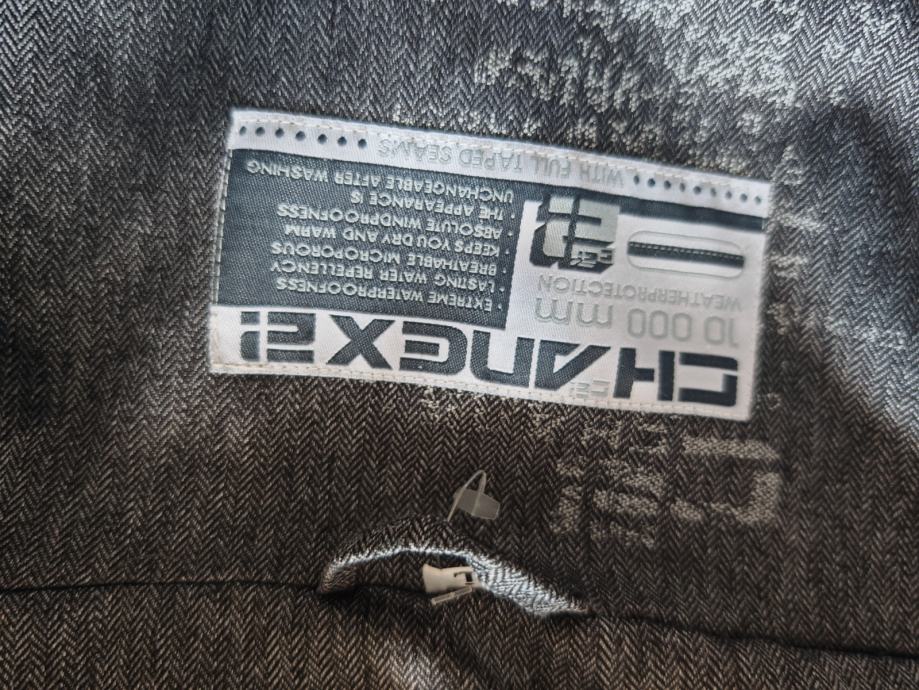 CHANEX2
10 000 mm
WEATHERPROTECTION
· EXTREME WATERPROOFNESS
· LASTING WATER REPELLENCY
· BREATHABLE MICROPOROUS
KEEPS YOU DRY AND WARM
· ABSOLUTE WINDPROOFNESS
· THE APPEARANCE IS
UNCHANGEABLE AFTER WASHING
WITH FULL TAPED SEAMS